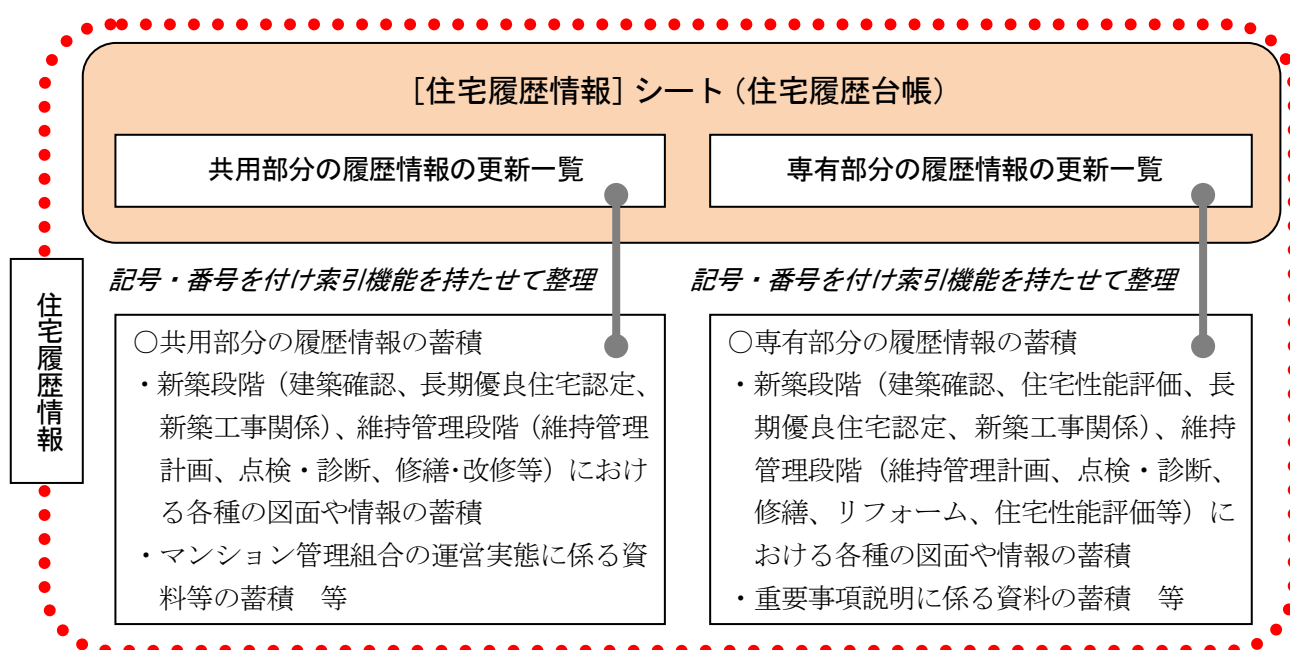 [住宅履歴情報] シート（住宅履歴台帳）
共用部分の履歴情報の更新一覧
専有部分の履歴情報の更新一覧
住宅履歴情報
記号・番号を付け索引機能を持たせて整理
○共用部分の履歴情報の蓄積
・新築段階（建築確認、長期優良住宅認定、
新築工事関係）、維持管理段階（維持管理
計画、点検・診断、修繕・改修等）におけ
る各種の図面や情報の蓄積
・マンション管理組合の運営実態に係る資
料等の蓄積　等
記号・番号を付け索引機能を持たせて整理
○専有部分の履歴情報の蓄積
・新築段階（建築確認、住宅性能評価、長
期優良住宅認定、新築工事関係）、維持
管理段階（維持管理計画、点検・診断、
修繕、リフォーム、住宅性能評価等）に
おける各種の図面や情報の蓄積
・重要事項説明に係る資料の蓄積　等